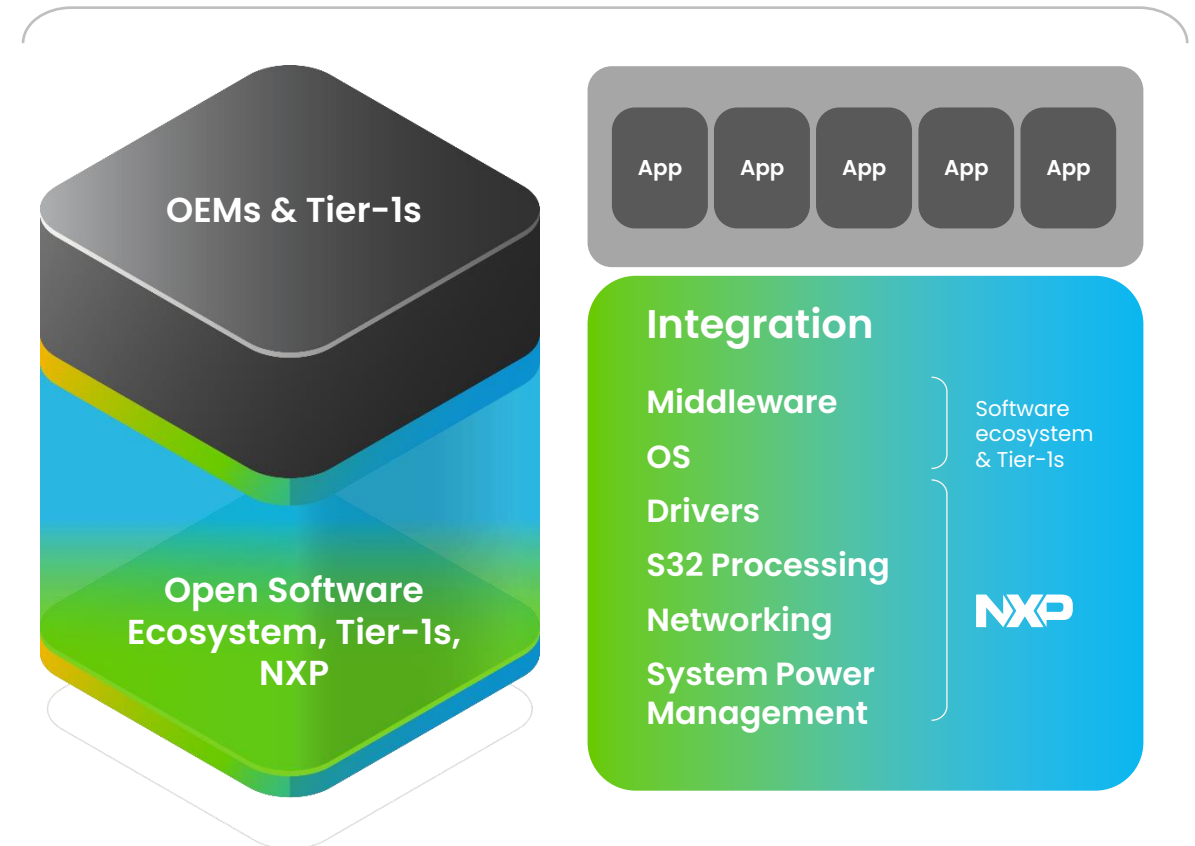 OEMs & Tier-1s
Open Software
Ecosystem, Tier-1s,
NXP
App App App App App
Integration
Middleware
OS
Drivers
S32 Processing
Networking
System Power
Management
Software
ecosystem
& Tier-1s
NXP